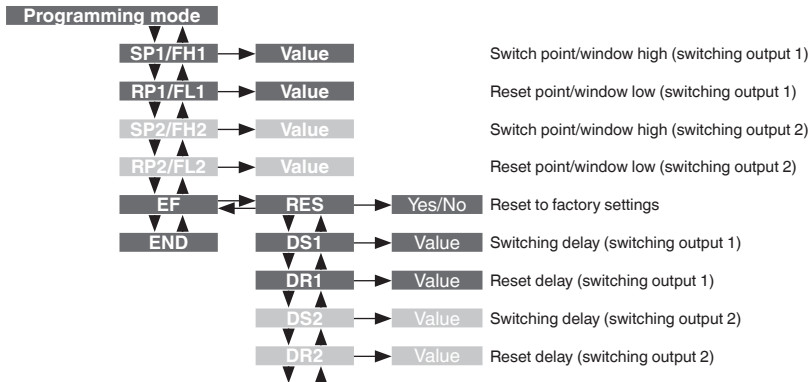 Programming mode
SP1/FH1 Value Switch point/window high (switching output 1)
RP1/FL1 Value Reset point/window low (switching output 1)
SP2/FH2 Value Switch point/window high (switching output 2)
RP2/FL2 Value Reset point/window low (switching output 2)
EF RES Yes/No Reset to factory settings
END DS1 Value Switching delay (switching output 1)
DR1 Value Reset delay (switching output 1)
DS2 Value Switching delay (switching output 2)
DR2 Value Reset delay (switching output 2)